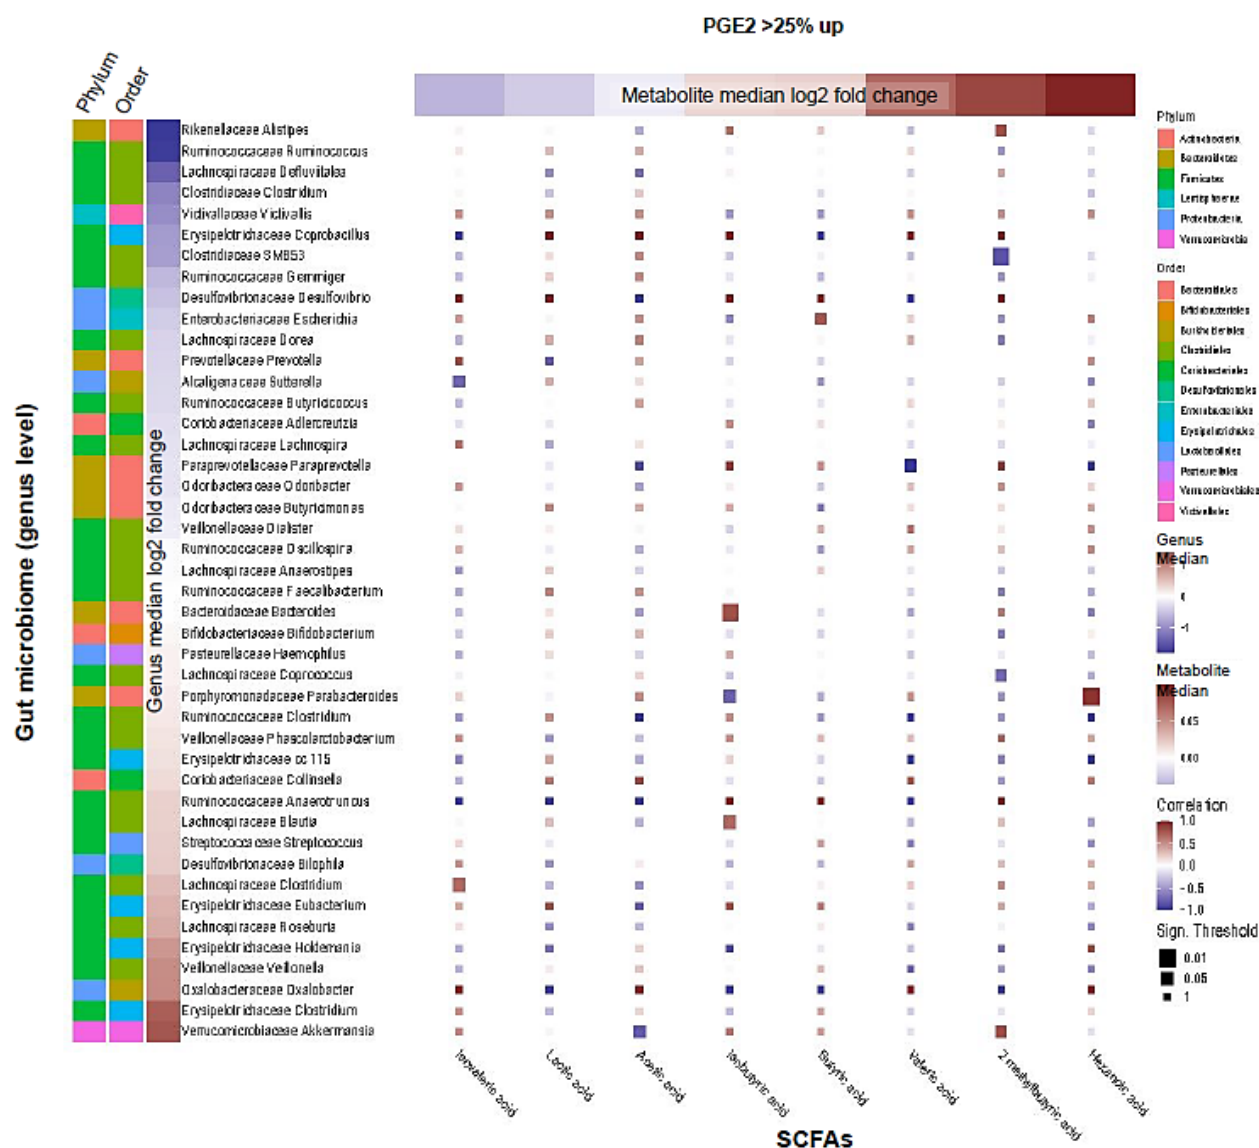 PGE2 >25% up
Phylum
Order
Metabolite median log2 fold change
Gut microbiome (genus level)
Genus median log2 fold change
Rikenellaceae Alistipes
Ruminococcaceae Ruminococcus
Lachnospiraceae Defluvitalea
Clostridiaceae Clostridium
Victivallaceae Victivallis
Erysipelotrichaceae Coprobacillus
Clostridiaceae SMB53
Ruminococcaceae Gemmiger
Desulfovibrionaceae Desulfovibrio
Enterobacteriaceae Escherichia
Lachnospiraceae Dorea
Prevotellaceae Prevotella
Alcaligenaceae Sutterella
Ruminococcaceae Butyricicoccus
Coriobacteriaceae Adlercreutzia
Lachnospiraceae Lachnospira
Paraprevotellaceae Paraprevotella
Odoribacteraceae Odoribacter
Odoribacteraceae Butyricimonas
Veillonellaceae Dialister
Ruminococcaceae Oscillospira
Lachnospiraceae Anaerostipes
Ruminococcaceae Faecalibacterium
Bacteroidaceae Bacteroides
Bifidobacteriaceae Bifidobacterium
Pasteurellaceae Haemophilus
Lachnospiraceae Coprococcus
Porphyromonadaceae Parabacteroides
Ruminococcaceae Clostridium
Veillonellaceae Phascolarctobacterium
Erysipelotrichaceae cc 115
Coriobacteriaceae Collinsella
Ruminococcaceae Anaerotruncus
Lachnospiraceae Blautia
Streptococcaceae Streptococcus
Desulfovibrionaceae Bilophila
Lachnospiraceae Clostridium
Erysipelotrichaceae Eubacterium
Lachnospiraceae Roseburia
Erysipelotrichaceae Holdemania
Veillonellaceae Veillonella
Oxalobacteraceae Oxalobacter
Erysipelotrichaceae Clostridium
Verrucomicrobiaceae Akkermansia
Isovaleric acid
Lactic acid
Acetic acid
Isobutyric acid
Butyric acid
Valeric acid
2 methylbutyric acid
Hexanoic acid
SCFAs
Phylum
Actinobacteria
Bacteroidetes
Firmicutes
Lentisphaerae
Proteobacteria
Verrucomicrobia
Order
Bacteroidales
Bifidobacteriales
Burkholderiales
Clostridiales
Coriobacteriales
Desulfovibrionales
Enterobacteriales
Erysipelotrichales
Lactobacillales
Pasteurellales
Verrucomicrobiales
Victivallales
Genus
Median
1
0
-1
Metabolite
Median
0.05
0.00
Correlation
1.0
0.5
0.0
-0.5
-1.0
Sign. Threshold
0.01
0.05
1